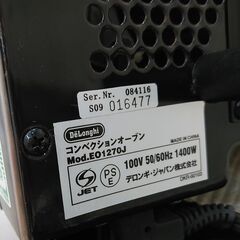 Ser.Nr. 084116
S09 016477
DeLonghi
コンベクションオーブン
MADE IN CHINA
Mod.EO1270J
100V 50/60Hz 1400W
S
JET
PS
E
デロンギ・ジャパン株式会社